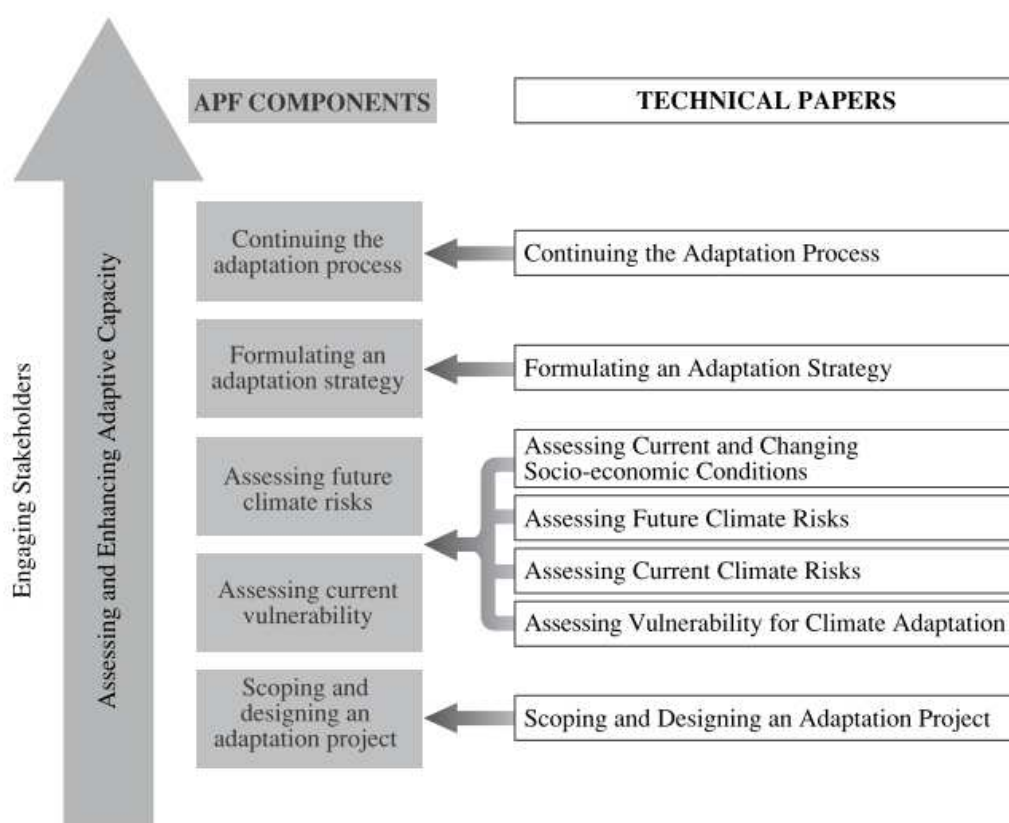 APF COMPONENTS
TECHNICAL PAPERS
Continuing the
adaptation process
Continuing the Adaptation Process
Formulating an
adaptation strategy
Formulating an Adaptation Strategy
Assessing future
climate risks
Assessing Current and Changing
Socio-economic Conditions
Assessing Future Climate Risks
Assessing current
vulnerability
Assessing Current Climate Risks
Assessing Vulnerability for Climate Adaptation
Scoping and
designing an
adaptation project
Scoping and Designing an Adaptation Project
Engaging Stakeholders
Assessing and Enhancing Adaptive Capacity